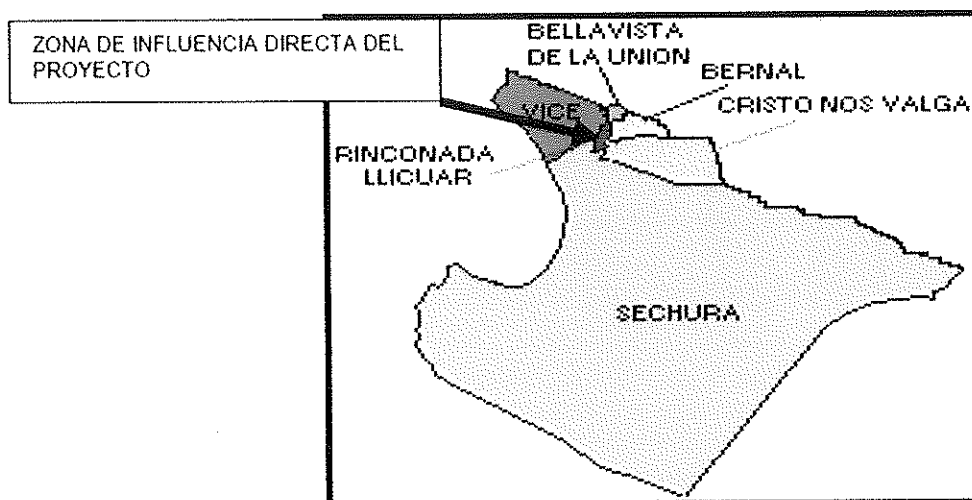 ZONA DE INFLUENCIA DIRECTA DEL
PROYECTO
BELLAVISTA
DE LA UNION
BERNAL
CRISTO NOS VALGA
VICE
RINCONADA
LLICUAR
SECHURA